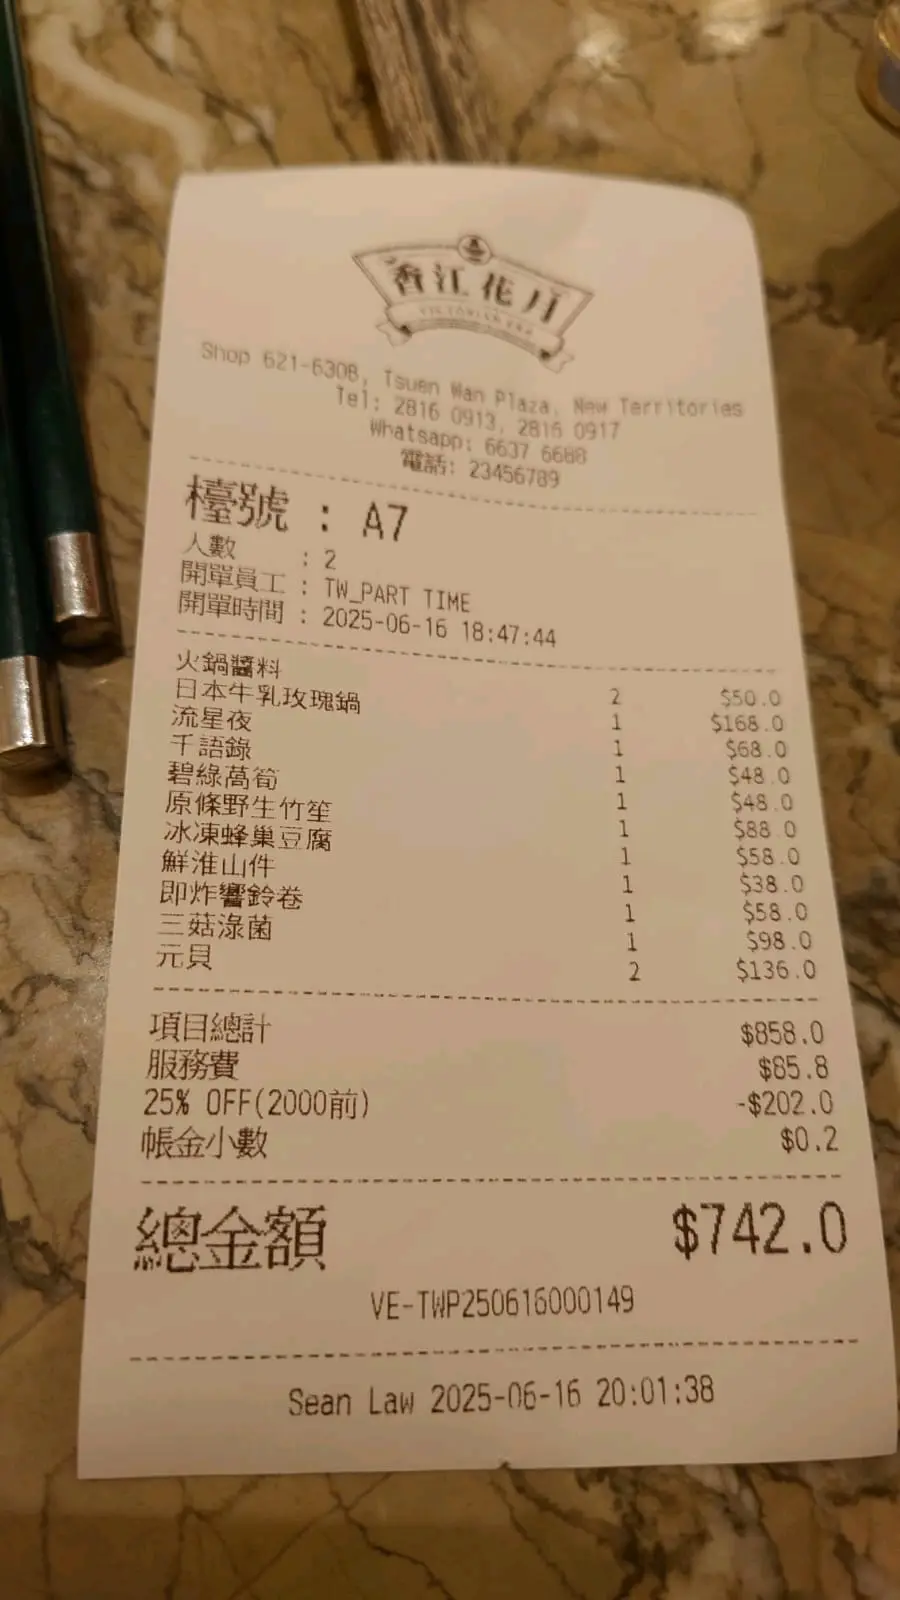 香江花月
VICTORIAN ERA
Shop 621-630B, Tsuen Wan Plaza, New Territories
Tel: 2816 0913, 2816 0917
Whatsapp: 6637 6688
電話: 23456789
檯號 : A7
人數 : 2
開單員工 : TW_PART TIME
開單時間 : 2025-06-16 18:47:44
火鍋醬料 2 $50.0
日本牛乳玫瑰鍋 1 $168.0
流星夜 1 $68.0
千語錄 1 $48.0
碧綠萵筍 1 $48.0
原條野生竹笙 1 $88.0
冰凍蜂巢豆腐 1 $58.0
鮮淮山件 1 $38.0
即炸響鈴卷 1 $58.0
三菇淥菌 1 $98.0
元貝 2 $136.0
項目總計 $858.0
服務費 $85.8
25% OFF(2000前) -$202.0
帳金小數 $0.2
總金額 $742.0
VE-TWP250616000149
Sean Law 2025-06-16 20:01:38